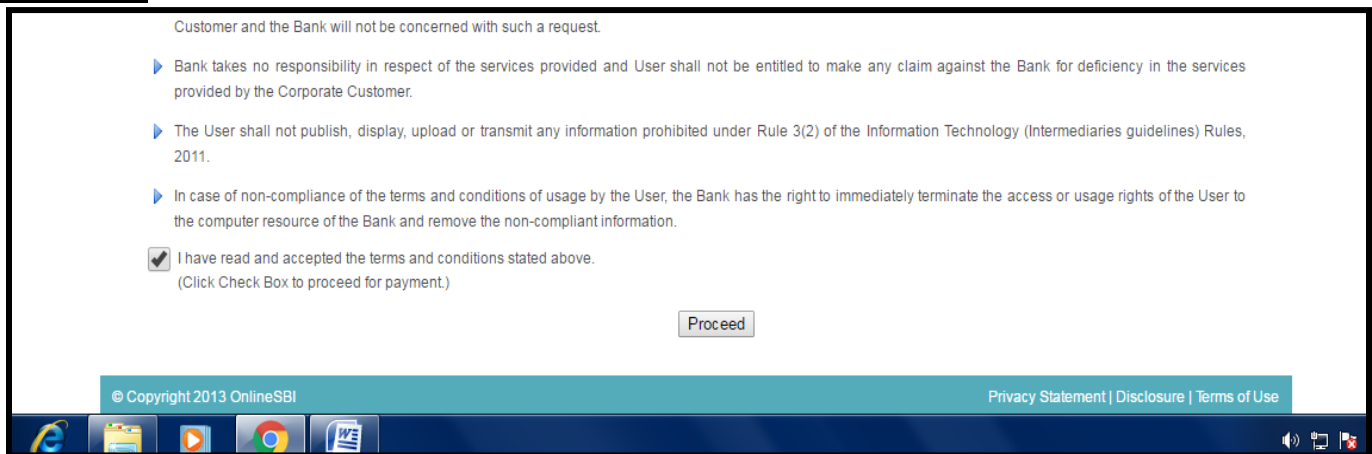 Customer and the Bank will not be concerned with such a request.
Bank takes no responsibility in respect of the services provided and User shall not be entitled to make any claim against the Bank for deficiency in the services
provided by the Corporate Customer.
The User shall not publish, display, upload or transmit any information prohibited under Rule 3(2) of the Information Technology (Intermediaries guidelines) Rules,
2011.
In case of non-compliance of the terms and conditions of usage by the User, the Bank has the right to immediately terminate the access or usage rights of the User to
the computer resource of the Bank and remove the non-compliant information.
I have read and accepted the terms and conditions stated above.
(Click Check Box to proceed for payment.)
Proceed
© Copyright 2013 OnlineSBI Privacy Statement | Disclosure | Terms of Use